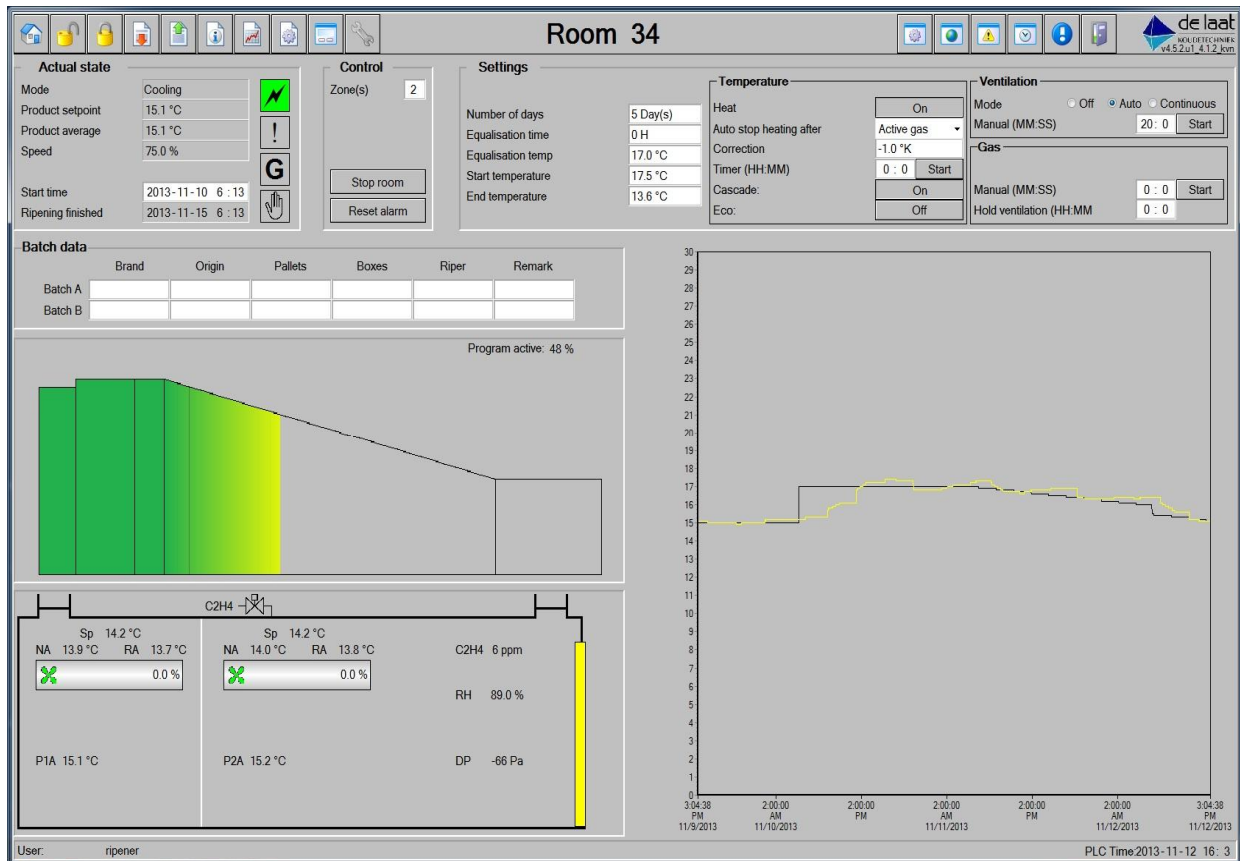 Room 34
de laat
KOUDETECHNIEK
v4.5.2.u1_4.1.2_kvn
Actual state
Mode Cooling
Product setpoint 15.1 °C
Product average 15.1 °C
Speed 75.0 %
Start time 2013-11-10 6 : 13
Ripening finished 2013-11-15 6 : 13
!
G
Control
Zone(s) 2
Stop room
Reset alarm
Settings
Number of days 5 Day(s)
Equalisation time 0 H
Equalisation temp 17.0 °C
Start temperature 17.5 °C
End temperature 13.6 °C
Temperature
Heat On
Auto stop heating after Active gas
Correction -1.0 °K
Timer (HH:MM) 0 : 0 Start
Cascade: On
Eco: Off
Ventilation
Mode Off Auto Continuous
Manual (MM:SS) 20 : 0 Start
Gas
Manual (MM:SS) 0 : 0 Start
Hold ventilation (HH:MM 0 : 0
Batch data
Brand Origin Pallets Boxes Riper Remark
Batch A
Batch B
Program active: 48 %
C2H4
Sp 14.2 °C
NA 13.9 °C RA 13.7 °C
0.0 %
P1A 15.1 °C
Sp 14.2 °C
NA 14.0 °C RA 13.8 °C
0.0 %
P2A 15.2 °C
C2H4 6 ppm
RH 89.0 %
DP -66 Pa
30
29
28
27
26
25
24
23
22
21
20
19
18
17
16
15
14
13
12
11
10
9
8
7
6
5
4
3
2
1
0
3:04:38 2:00:00 2:00:00 2:00:00 2:00:00 2:00:00 3:04:38
PM AM PM AM PM AM PM
11/9/2013 11/10/2013 11/11/2013 11/12/2013 11/12/2013
User: ripener
PLC Time:2013-11-12 16: 3